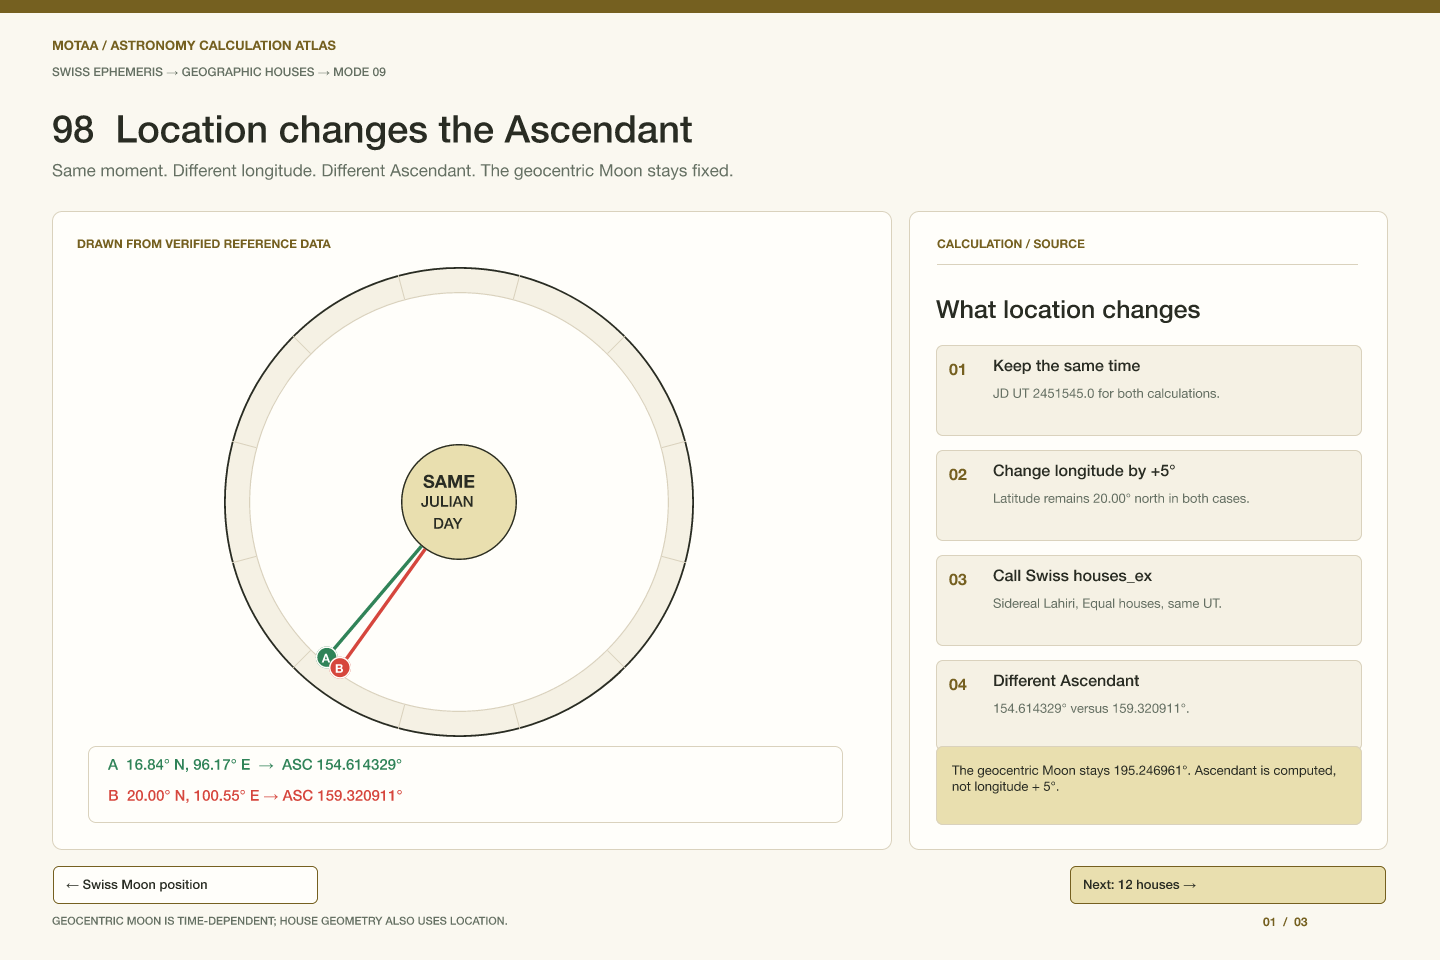 MOTAA / ASTRONOMY CALCULATION ATLAS
SWISS EPHEMERIS → GEOGRAPHIC HOUSES → MODE 09
98 Location changes the Ascendant
Same moment. Different longitude. Different Ascendant. The geocentric Moon stays fixed.
DRAWN FROM VERIFIED REFERENCE DATA
SAME
JULIAN
DAY
A
B
A 16.84° N, 96.17° E → ASC 154.614329°
B 20.00° N, 100.55° E → ASC 159.320911°
CALCULATION / SOURCE
What location changes
01 Keep the same time
JD UT 2451545.0 for both calculations.
02 Change longitude by +5°
Latitude remains 20.00° north in both cases.
03 Call Swiss houses_ex
Sidereal Lahiri, Equal houses, same UT.
04 Different Ascendant
154.614329° versus 159.320911°.
The geocentric Moon stays 195.246961°. Ascendant is computed,
not longitude + 5°.
← Swiss Moon position
Next: 12 houses →
GEOCENTRIC MOON IS TIME-DEPENDENT; HOUSE GEOMETRY ALSO USES LOCATION.
01 / 03